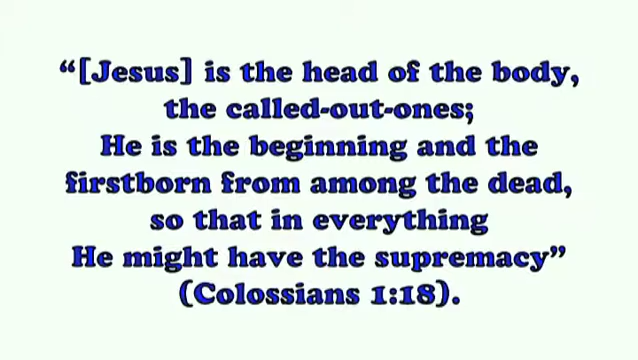 “[Jesus] is the head of the body,
the called-out-ones;
He is the beginning and the
firstborn from among the dead,
so that in everything
He might have the supremacy”
(Colossians 1:18).